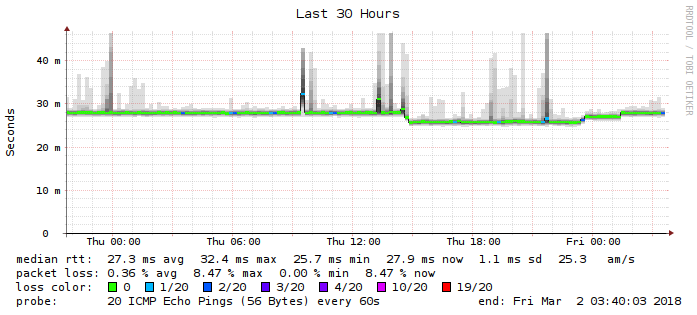 Last 30 Hours
RRDTOOL / TOBI OETIKER
Seconds
40 m
30 m
20 m
10 m
0
Thu 00:00 Thu 06:00 Thu 12:00 Thu 18:00 Fri 00:00
median rtt: 27.3 ms avg 32.4 ms max 25.7 ms min 27.9 ms now 1.1 ms sd 25.3 am/s
packet loss: 0.36 % avg 8.47 % max 0.00 % min 8.47 % now
loss color: 0 1/20 2/20 3/20 4/20 10/20 19/20
probe: 20 ICMP Echo Pings (56 Bytes) every 60s end: Fri Mar 2 03:40:03 2018